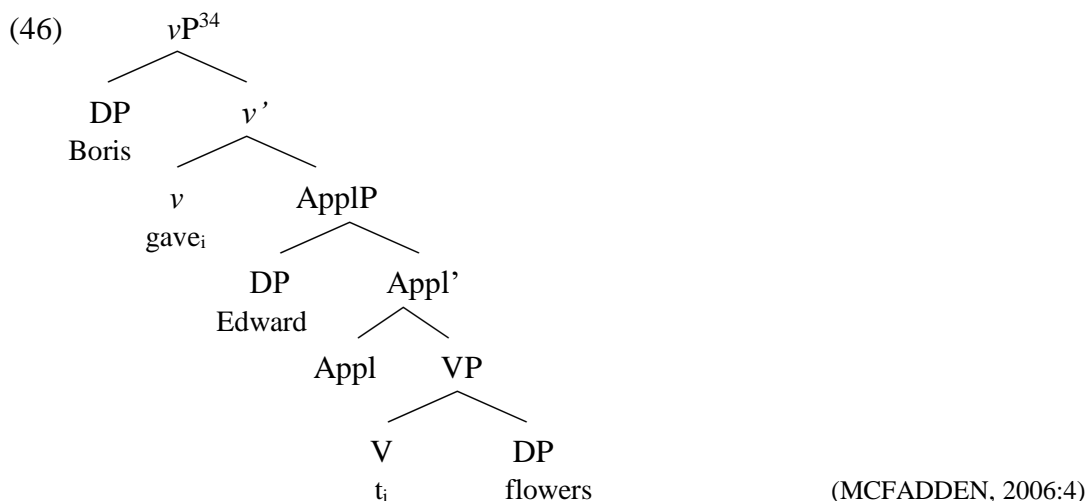 (46) vP³⁴
DP v’
Boris
v ApplP
gaveᵢ
DP Appl’
Edward
Appl VP
V DP
tᵢ flowers (MCFADDEN, 2006:4)